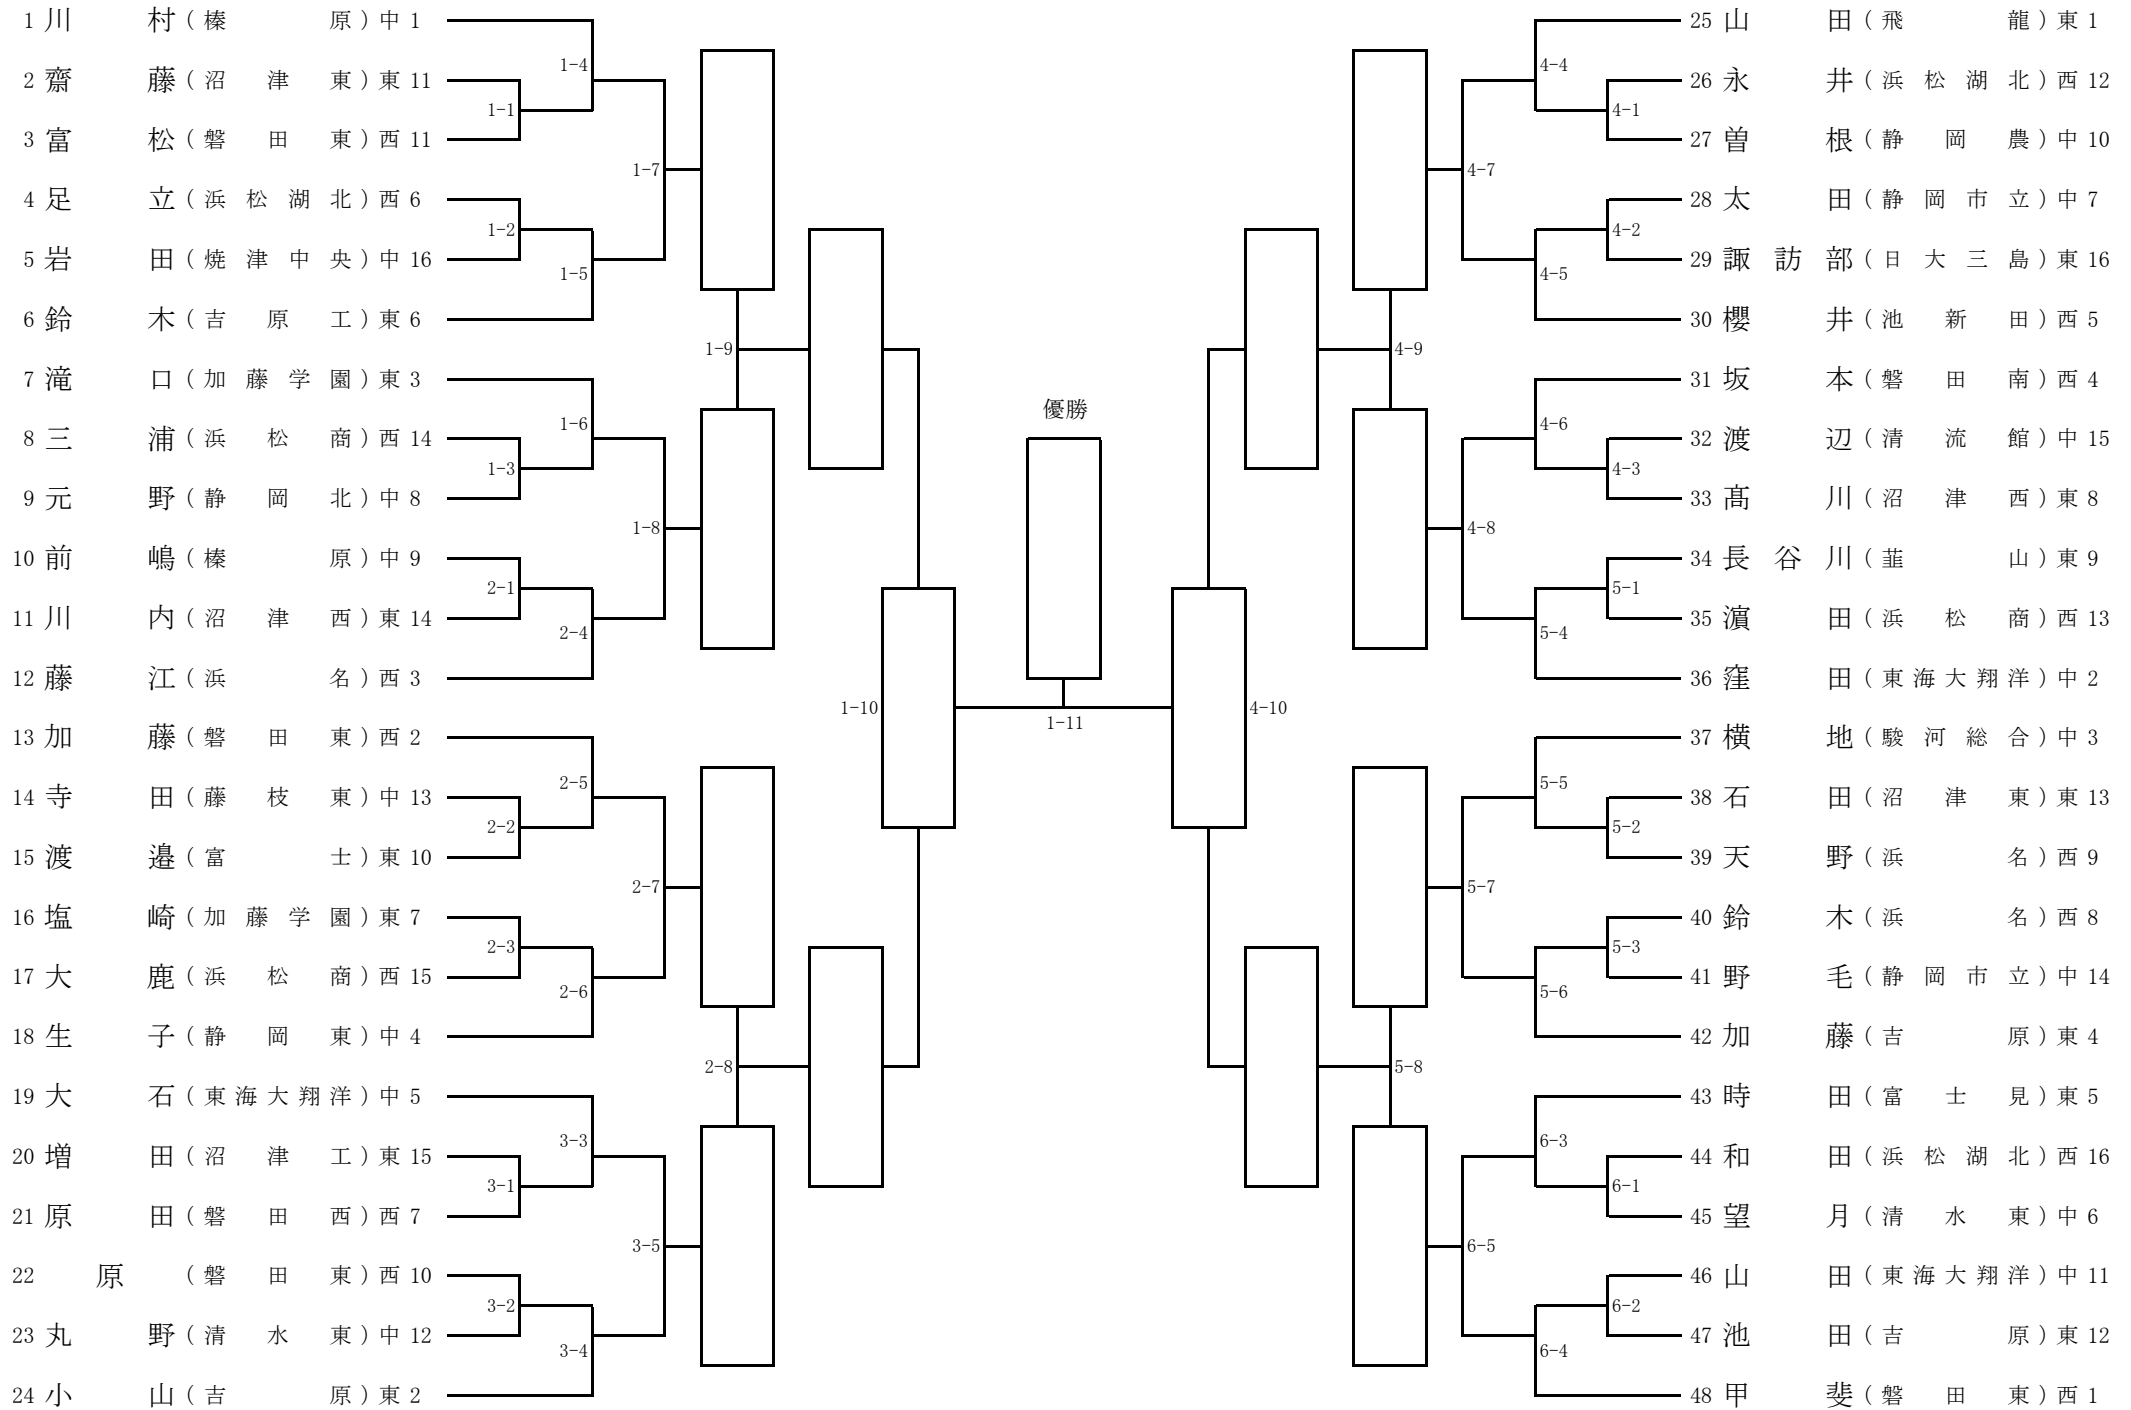 1 川村（榛原）中 1
2 齋藤（沼津東）東 11
3 富松（磐田東）西 11
4 足立（浜松湖北）西 6
5 岩田（焼津中央）中 16
6 鈴木（吉原工）東 6
7 滝口（加藤学園）東 3
8 三浦（浜松商）西 14
9 元野（静岡北）中 8
10 前嶋（榛原）中 9
11 川内（沼津西）東 14
12 藤江（浜名）西 3
13 加藤（磐田東）西 2
14 寺田（藤枝東）中 13
15 渡邉（富士）東 10
16 塩崎（加藤学園）東 7
17 大鹿（浜松商）西 15
18 生子（静岡東）中 4
19 大石（東海大翔洋）中 5
20 増田（沼津工）東 15
21 原田（磐田西）西 7
22 原（磐田東）西 10
23 丸野（清水東）中 12
24 小山（吉原）東 2
1-4
1-1
1-7
1-2
1-5
1-9
1-6
1-3
1-8
2-1
2-4
1-10
2-5
2-2
2-7
2-3
2-6
2-8
3-3
3-1
3-5
3-2
3-4
優勝
1-11
4-4
4-1
4-7
4-2
4-5
4-9
4-6
4-3
4-8
5-1
5-4
4-10
5-5
5-2
5-7
5-3
5-6
5-8
6-3
6-1
6-5
6-2
6-4
25 山田（飛龍）東 1
26 永井（浜松湖北）西 12
27 曽根（静岡農）中 10
28 太田（静岡市立）中 7
29 諏訪部（日大三島）東 16
30 櫻井（池新田）西 5
31 坂本（磐田南）西 4
32 渡辺（清流館）中 15
33 髙川（沼津西）東 8
34 長谷川（韮山）東 9
35 濵田（浜松商）西 13
36 窪田（東海大翔洋）中 2
37 横地（駿河総合）中 3
38 石田（沼津東）東 13
39 天野（浜名）西 9
40 鈴木（浜名）西 8
41 野毛（静岡市立）中 14
42 加藤（吉原）東 4
43 時田（富士見）東 5
44 和田（浜松湖北）西 16
45 望月（清水東）中 6
46 山田（東海大翔洋）中 11
47 池田（吉原）東 12
48 甲斐（磐田東）西 1